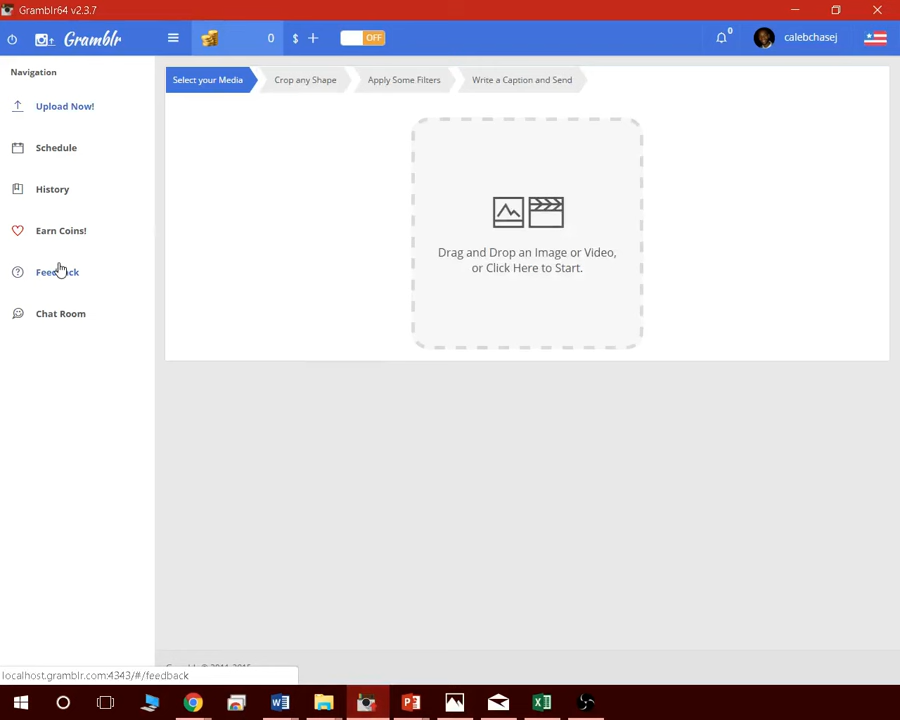 Gramblr64 v2.3.7
Gramblr
0
$ +
OFF
0
calebchasej
Navigation
Upload Now!
Schedule
History
Earn Coins!
Feedback
Chat Room
Select your Media
Crop any Shape
Apply Some Filters
Write a Caption and Send
Drag and Drop an Image or Video,
or Click Here to Start.
localhost.gramblr.com:4343/#/feedback